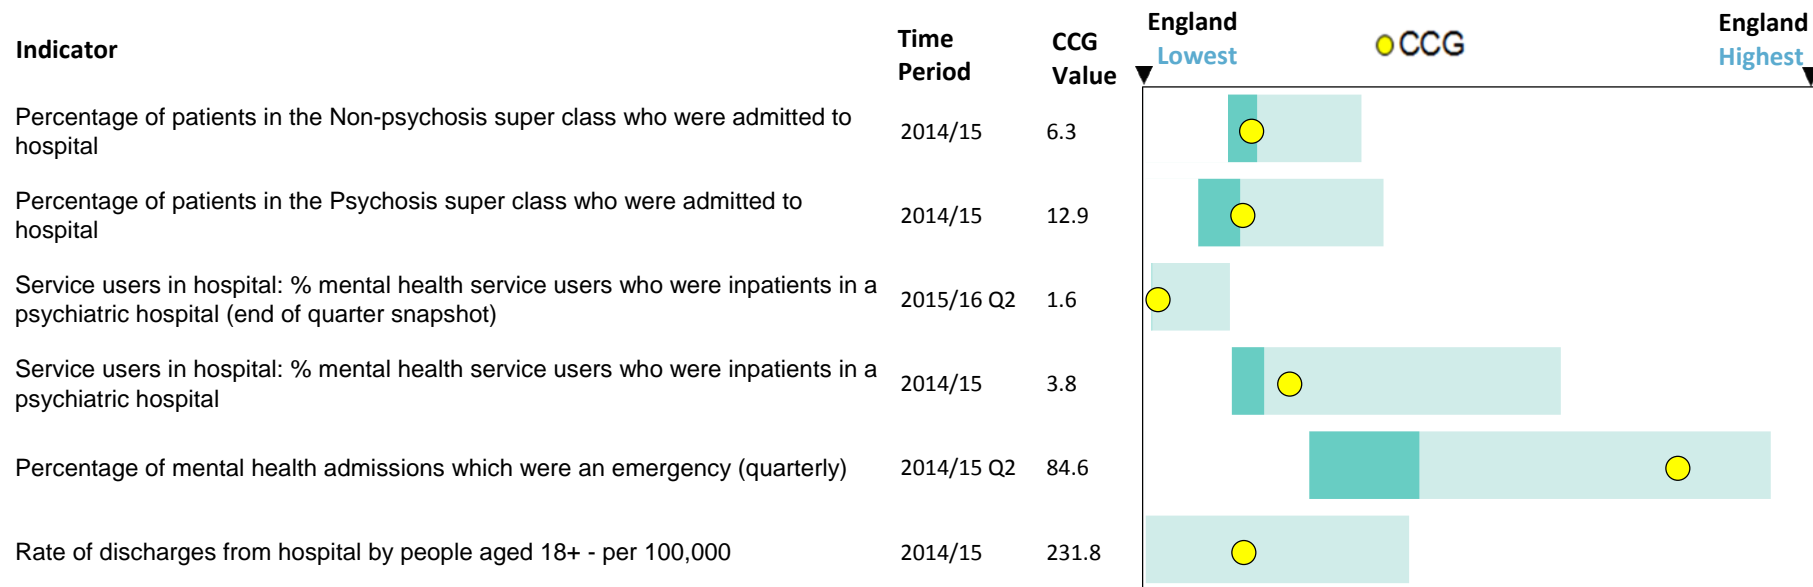 Indicator
Time Period
CCG Value
England Lowest
CCG
England Highest
Percentage of patients in the Non-psychosis super class who were admitted to
hospital
2014/15
6.3
Percentage of patients in the Psychosis super class who were admitted to
hospital
2014/15
12.9
Service users in hospital: % mental health service users who were inpatients in a
psychiatric hospital (end of quarter snapshot)
2015/16 Q2
1.6
Service users in hospital: % mental health service users who were inpatients in a
psychiatric hospital
2014/15
3.8
Percentage of mental health admissions which were an emergency (quarterly)
2014/15 Q2
84.6
Rate of discharges from hospital by people aged 18+ - per 100,000
2014/15
231.8